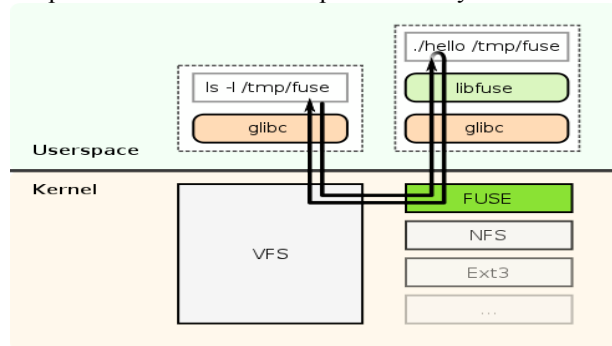 ./hello /tmp/fuse
ls -l /tmp/fuse
libfuse
glibc
glibc
Userspace
Kernel
FUSE
VFS
NFS
Ext3
...